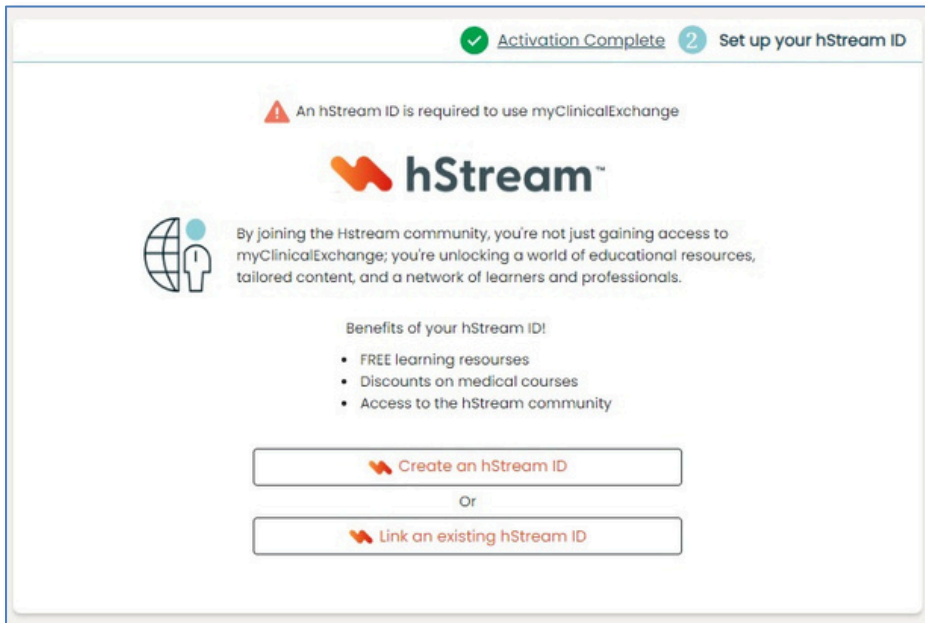 Activation Complete 2 Set up your hStream ID
An hStream ID is required to use myClinicalExchange
hStream™
By joining the Hstream community, you're not just gaining access to
myClinicalExchange; you're unlocking a world of educational resources,
tailored content, and a network of learners and professionals.
Benefits of your hStream ID!
• FREE learning resourses
• Discounts on medical courses
• Access to the hStream community
Create an hStream ID
Or
Link an existing hStream ID